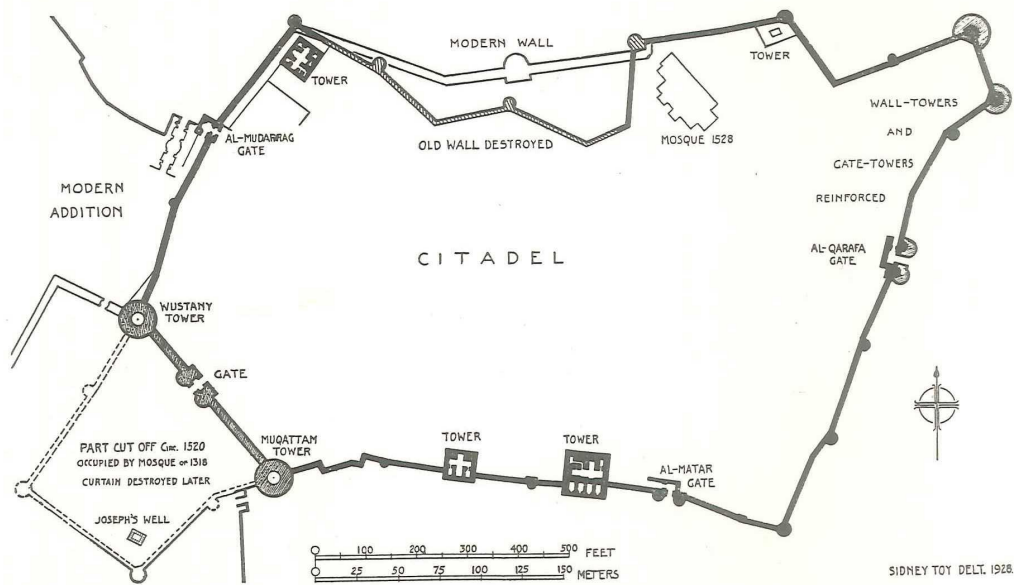 MODERN WALL
TOWER
TOWER
WALL-TOWERS
AND
GATE-TOWERS
REINFORCED
AL-MUDARRAG
GATE
OLD WALL DESTROYED
MOSQUE 1528
MODERN
ADDITION
CITADEL
AL-QARAFA
GATE
WUSTANY
TOWER
GATE
PART CUT OFF Circ. 1520
OCCUPIED BY MOSQUE OF 1318
CURTAIN DESTROYED LATER
MUQATTAM
TOWER
TOWER
TOWER
AL-MATAR
GATE
JOSEPH'S WELL
100 200 300 400 500 FEET
25 50 75 100 125 150 METERS
SIDNEY TOY DELT. 1928.